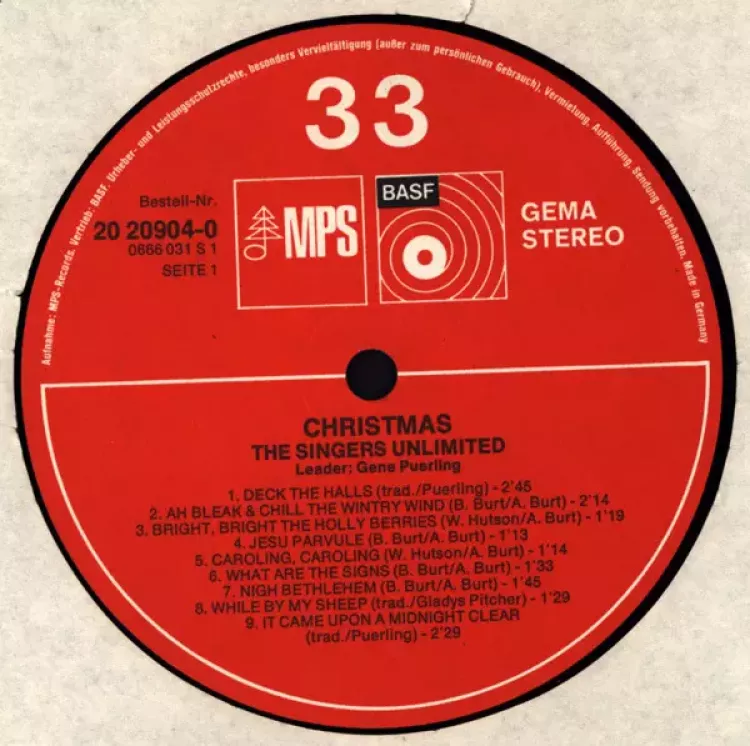 Aufnahme: MPS-Records. Vertrieb: BASF. Urheber- und Leistungsschutzrechte, besonders Vervielfältigung (außer zum persönlichen Gebrauch), Vermietung, Aufführung, Sendung vorbehalten. Made in Germany
33
Bestell-Nr.
20 20904-0
0666 031 S 1
SEITE 1
MPS
BASF
GEMA
STEREO
CHRISTMAS
THE SINGERS UNLIMITED
Leader: Gene Puerling
1. DECK THE HALLS (trad./Puerling) - 2'45
2. AH BLEAK & CHILL THE WINTRY WIND (B. Burt/A. Burt) - 2'14
3. BRIGHT, BRIGHT THE HOLLY BERRIES (W. Hutson/A. Burt) - 1'19
4. JESU PARVULE (B. Burt/A. Burt) - 1'13
5. CAROLING, CAROLING (W. Hutson/A. Burt) - 1'14
6. WHAT ARE THE SIGNS (B. Burt/A. Burt) - 1'33
7. NIGH BETHLEHEM (B. Burt/A. Burt) - 1'45
8. WHILE BY MY SHEEP (trad./Gladys Pitcher) - 1'29
9. IT CAME UPON A MIDNIGHT CLEAR
(trad./Puerling) - 2'29